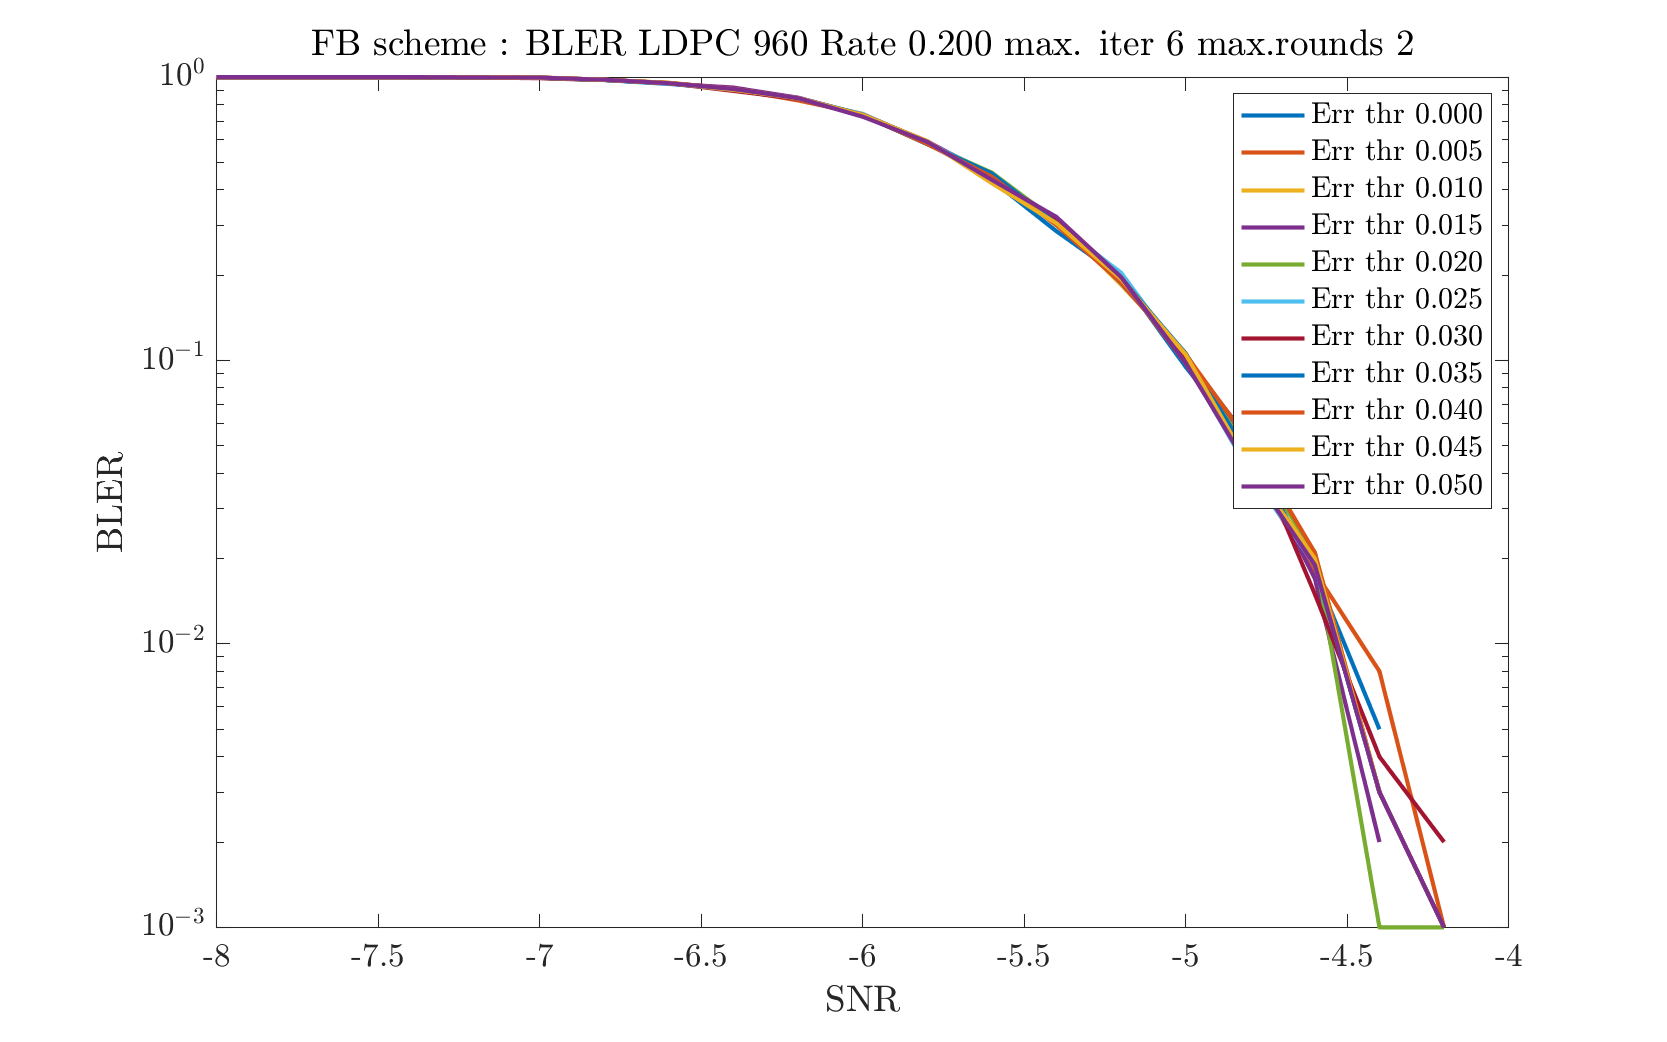 FB scheme : BLER LDPC 960 Rate 0.200 max. iter 6 max.rounds 2
10^0
10^-1
10^-2
10^-3
BLER
Err thr 0.000
Err thr 0.005
Err thr 0.010
Err thr 0.015
Err thr 0.020
Err thr 0.025
Err thr 0.030
Err thr 0.035
Err thr 0.040
Err thr 0.045
Err thr 0.050
-8 -7.5 -7 -6.5 -6 -5.5 -5 -4.5 -4
SNR